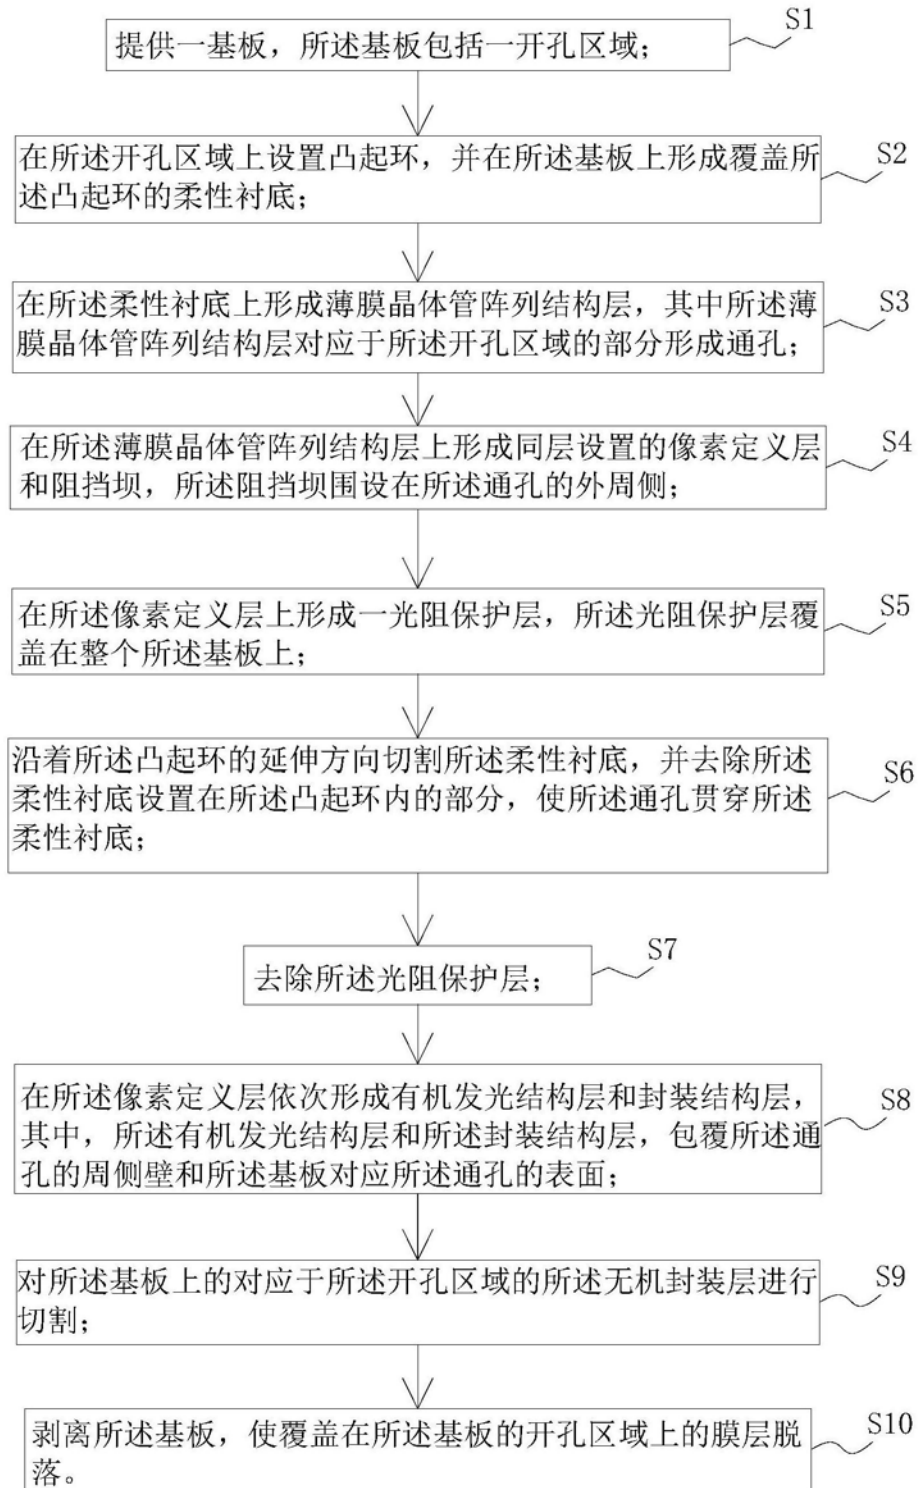 提供一基板，所述基板包括一开孔区域；
S1
在所述开孔区域上设置凸起环，并在所述基板上形成覆盖所
述凸起环的柔性衬底；
S2
在所述柔性衬底上形成薄膜晶体管阵列结构层，其中所述薄
膜晶体管阵列结构层对应于所述开孔区域的部分形成通孔；
S3
在所述薄膜晶体管阵列结构层上形成同层设置的像素定义层
和阻挡坝，所述阻挡坝围设在所述通孔的外周侧；
S4
在所述像素定义层上形成一光阻保护层，所述光阻保护层覆
盖在整个所述基板上；
S5
沿着所述凸起环的延伸方向切割所述柔性衬底，并去除所述
柔性衬底设置在所述凸起环内的部分，使所述通孔贯穿所述
柔性衬底；
S6
去除所述光阻保护层；
S7
在所述像素定义层依次形成有机发光结构层和封装结构层，
其中，所述有机发光结构层和所述封装结构层，包覆所述通
孔的周侧壁和所述基板对应所述通孔的表面；
S8
对所述基板上的对应于所述开孔区域的所述无机封装层进行
切割；
S9
剥离所述基板，使覆盖在所述基板的开孔区域上的膜层脱
落。
S10